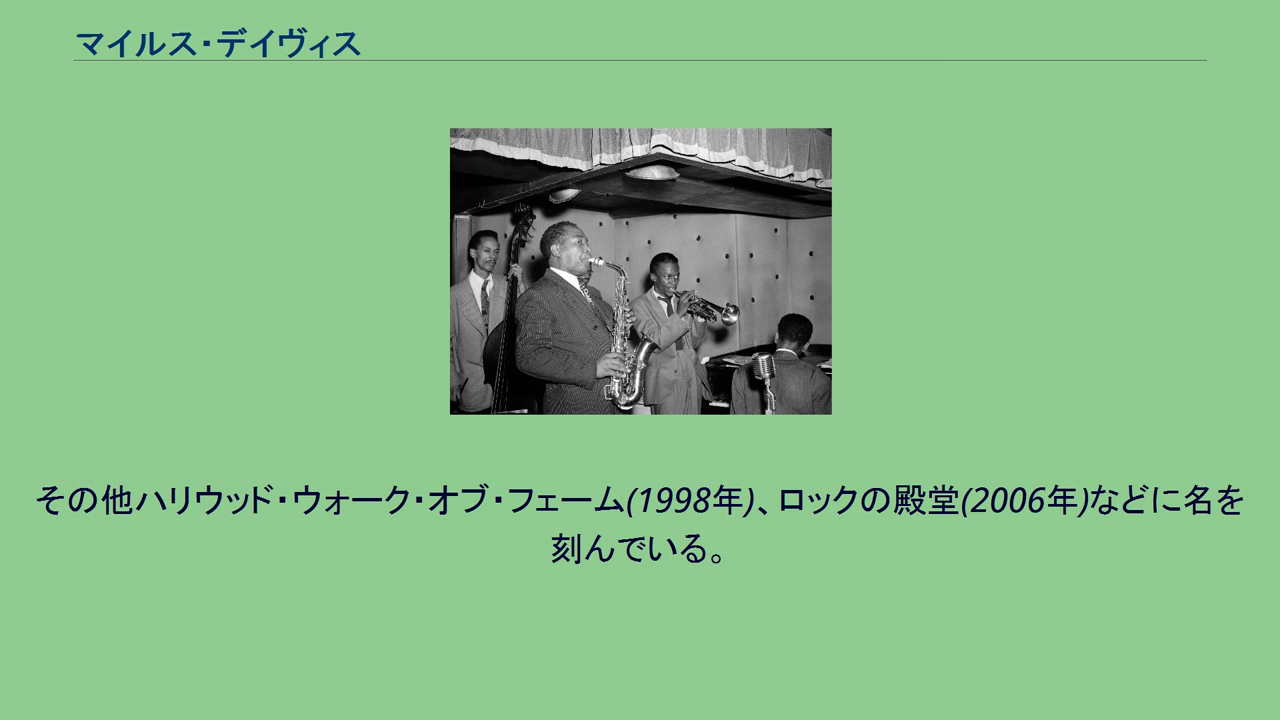 マイルス・デイヴィス
その他ハリウッド・ウォーク・オブ・フェーム(1998年)、ロックの殿堂(2006年)などに名を
刻んでいる。